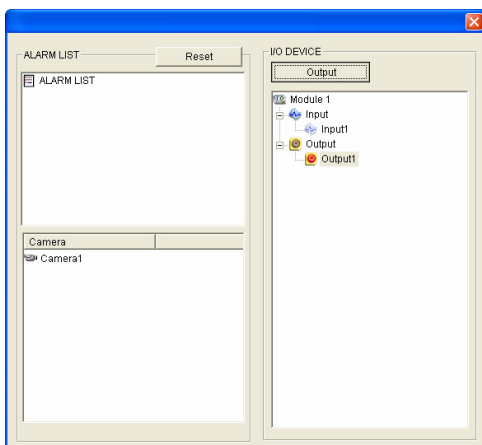 ALARM LIST
Reset
ALARM LIST
Camera
Camera1
I/O DEVICE
Output
Module 1
Input
Input1
Output
Output1